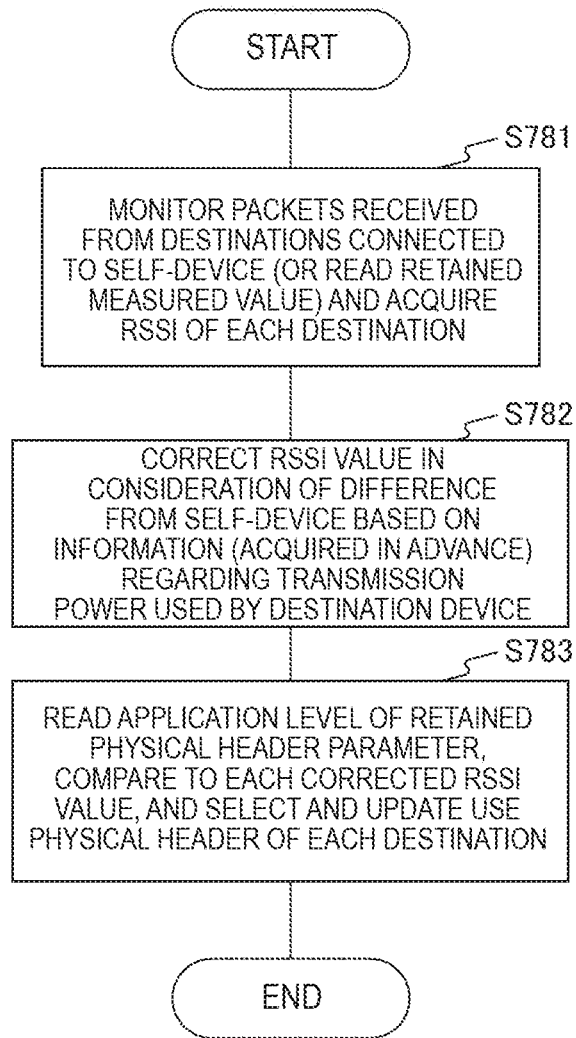 START
S781
MONITOR PACKETS RECEIVED
FROM DESTINATIONS CONNECTED
TO SELF-DEVICE (OR READ RETAINED
MEASURED VALUE) AND ACQUIRE
RSSI OF EACH DESTINATION
S782
CORRECT RSSI VALUE IN
CONSIDERATION OF DIFFERENCE
FROM SELF-DEVICE BASED ON
INFORMATION (ACQUIRED IN ADVANCE)
REGARDING TRANSMISSION
POWER USED BY DESTINATION DEVICE
S783
READ APPLICATION LEVEL OF RETAINED
PHYSICAL HEADER PARAMETER,
COMPARE TO EACH CORRECTED RSSI
VALUE, AND SELECT AND UPDATE USE
PHYSICAL HEADER OF EACH DESTINATION
END